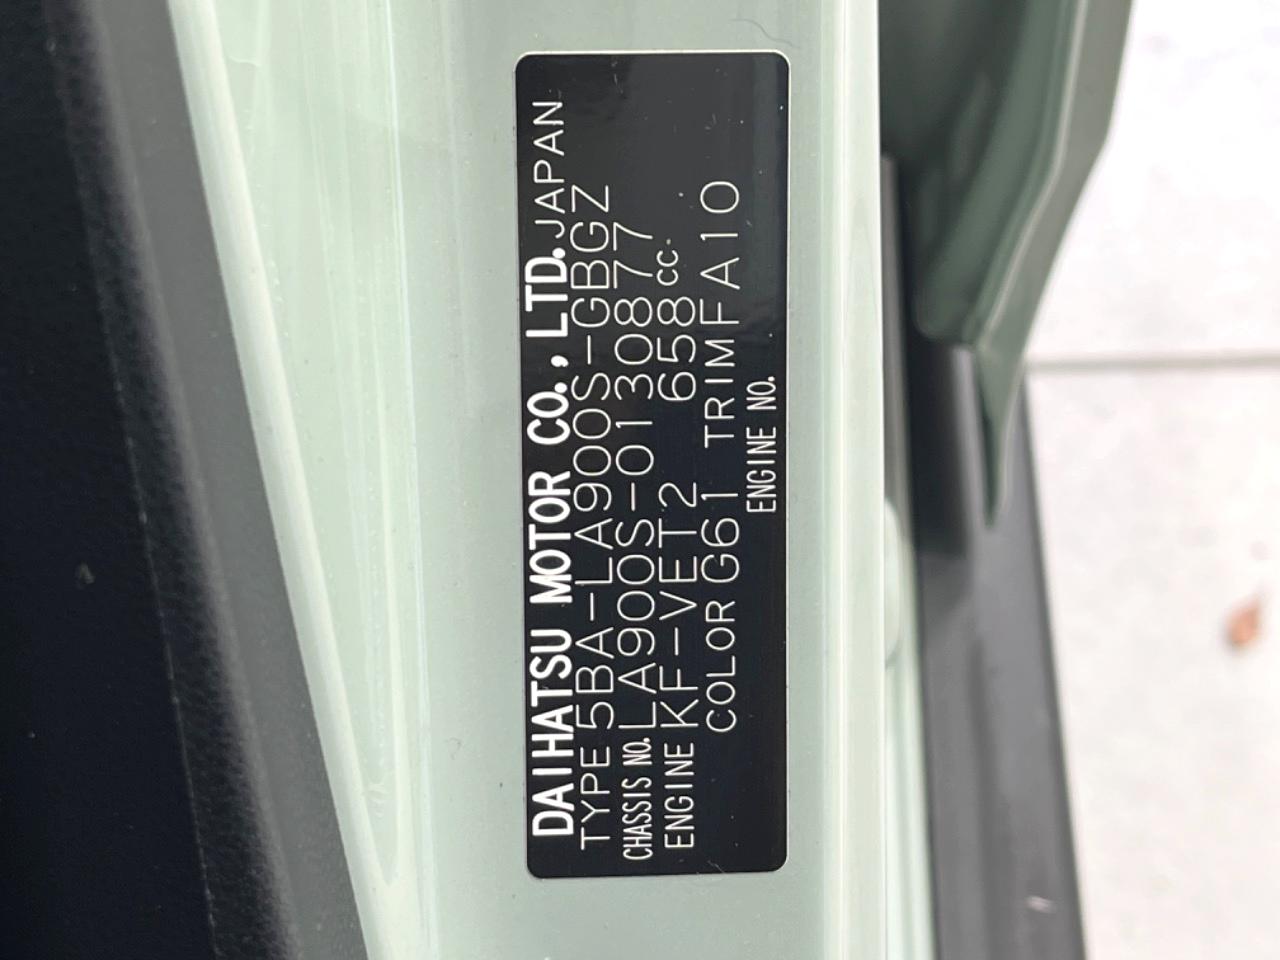 DAIHATSU MOTOR CO., LTD. JAPAN
TYPE 5BA-LA900S-GBGZ
CHASSIS NO. LA900S-0130877
ENGINE KF-VET2 658cc.
COLOR G61 TRIM FA10
ENGINE NO.